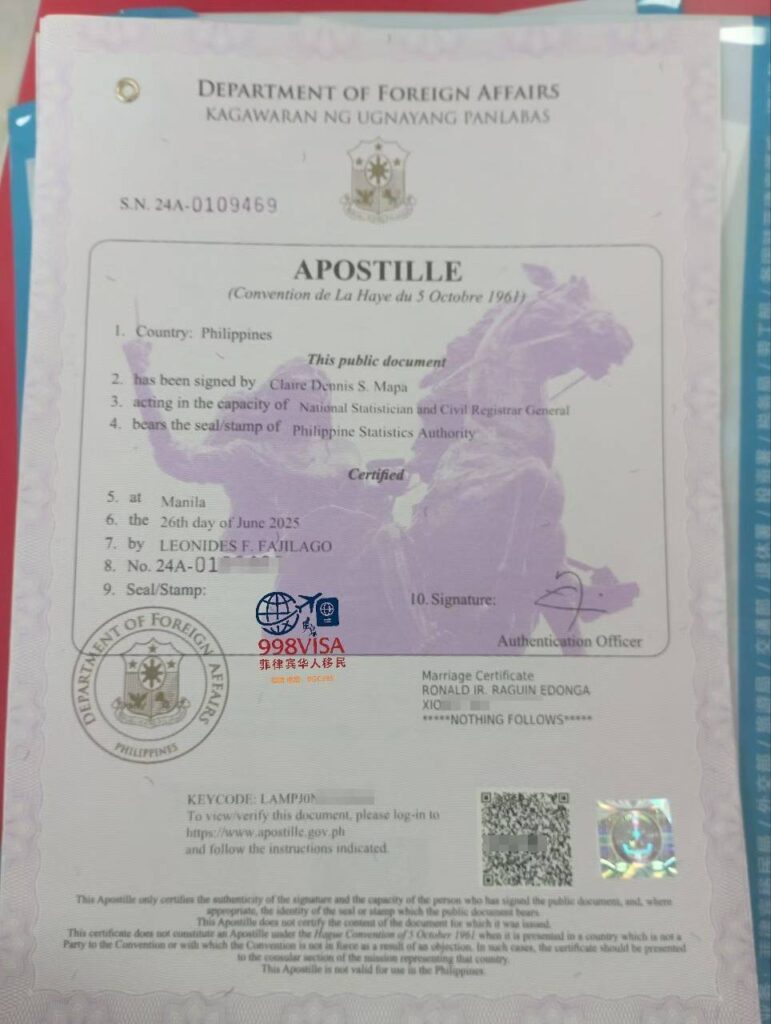 DEPARTMENT OF FOREIGN AFFAIRS
KAGAWARAN NG UGNAYANG PANLABAS
S.N. 24A-0109469
APOSTILLE
(Convention de La Haye du 5 Octobre 1961)
1. Country: Philippines
This public document
2. has been signed by Claire Dennis S. Mapa
3. acting in the capacity of National Statistician and Civil Registrar General
4. bears the seal/stamp of Philippine Statistics Authority
Certified
5. at Manila
6. the 26th day of June 2025
7. by LEONIDES F. FAJILAGO
8. No. 24A-01
9. Seal/Stamp:
10. Signature:
Authentication Officer
DEPARTMENT OF FOREIGN AFFAIRS
PHILIPPINES
998VISA
菲律宾华人移民
Marriage Certificate
RONALD IR. RAGUIN EDONGA
XIO
*****NOTHING FOLLOWS*****
KEYCODE: LAMPJ0
To view/verify this document, please log-in to
https://www.apostille.gov.ph
and follow the instructions indicated.
This Apostille only certifies the authenticity of the signature and the capacity of the person who has signed the public document, and, where
appropriate, the identity of the seal or stamp which the public document bears.
This Apostille does not certify the content of the document for which it was issued.
This certificate does not constitute an Apostille under the Hague Convention of 5 October 1961 when it is presented in a country which is not a
Party to the Convention or with which the Convention is not in force as a result of an objection. In such cases, the certificate should be presented
to the consular section of the mission representing that country.
This Apostille is not valid for use in the Philippines.